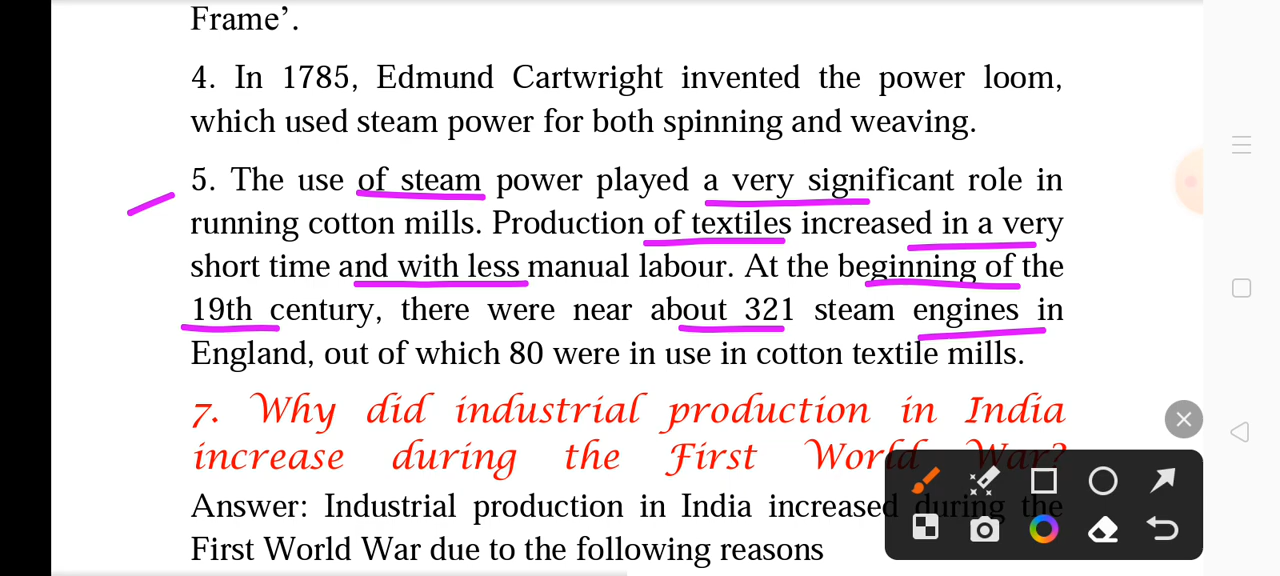 Frame’.
4. In 1785, Edmund Cartwright invented the power loom,
which used steam power for both spinning and weaving.
5. The use of steam power played a very significant role in
running cotton mills. Production of textiles increased in a very
short time and with less manual labour. At the beginning of the
19th century, there were near about 321 steam engines in
England, out of which 80 were in use in cotton textile mills.
7. Why did industrial production in India
increase during the First World War?
Answer: Industrial production in India increased during the
First World War due to the following reasons